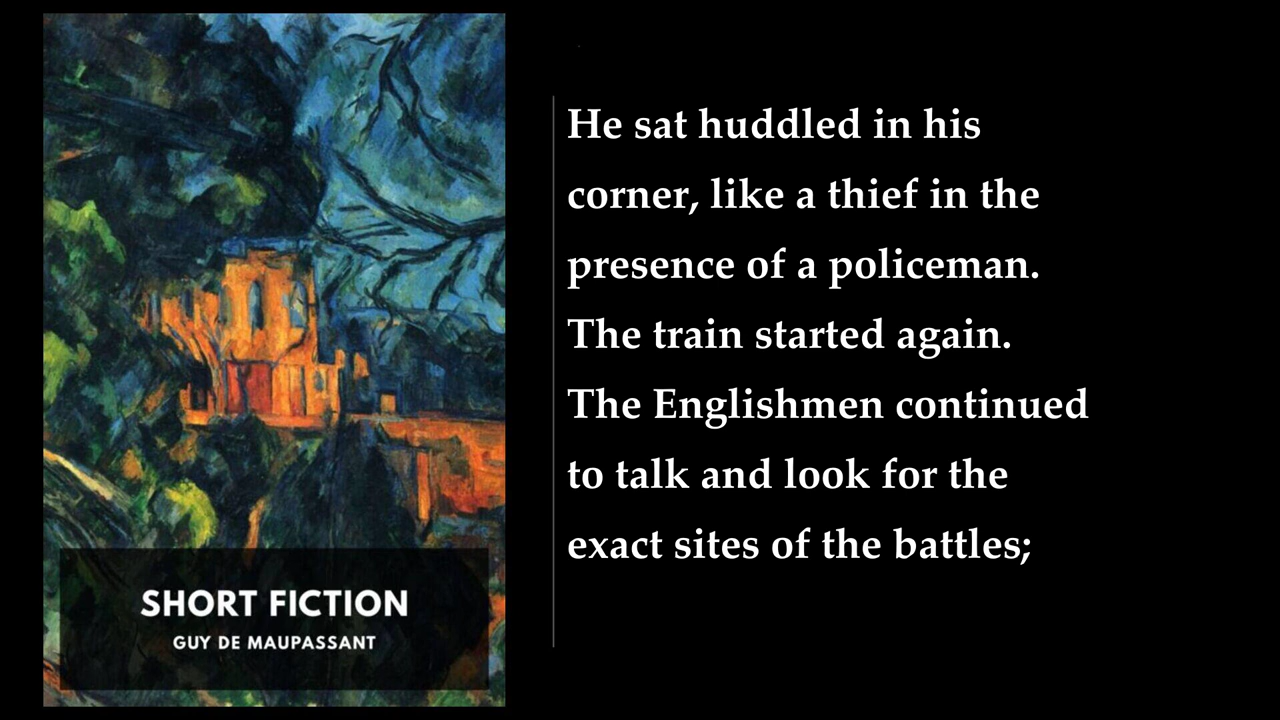 He sat huddled in his
corner, like a thief in the
presence of a policeman.
The train started again.
The Englishmen continued
to talk and look for the
exact sites of the battles;
SHORT FICTION
GUY DE MAUPASSANT